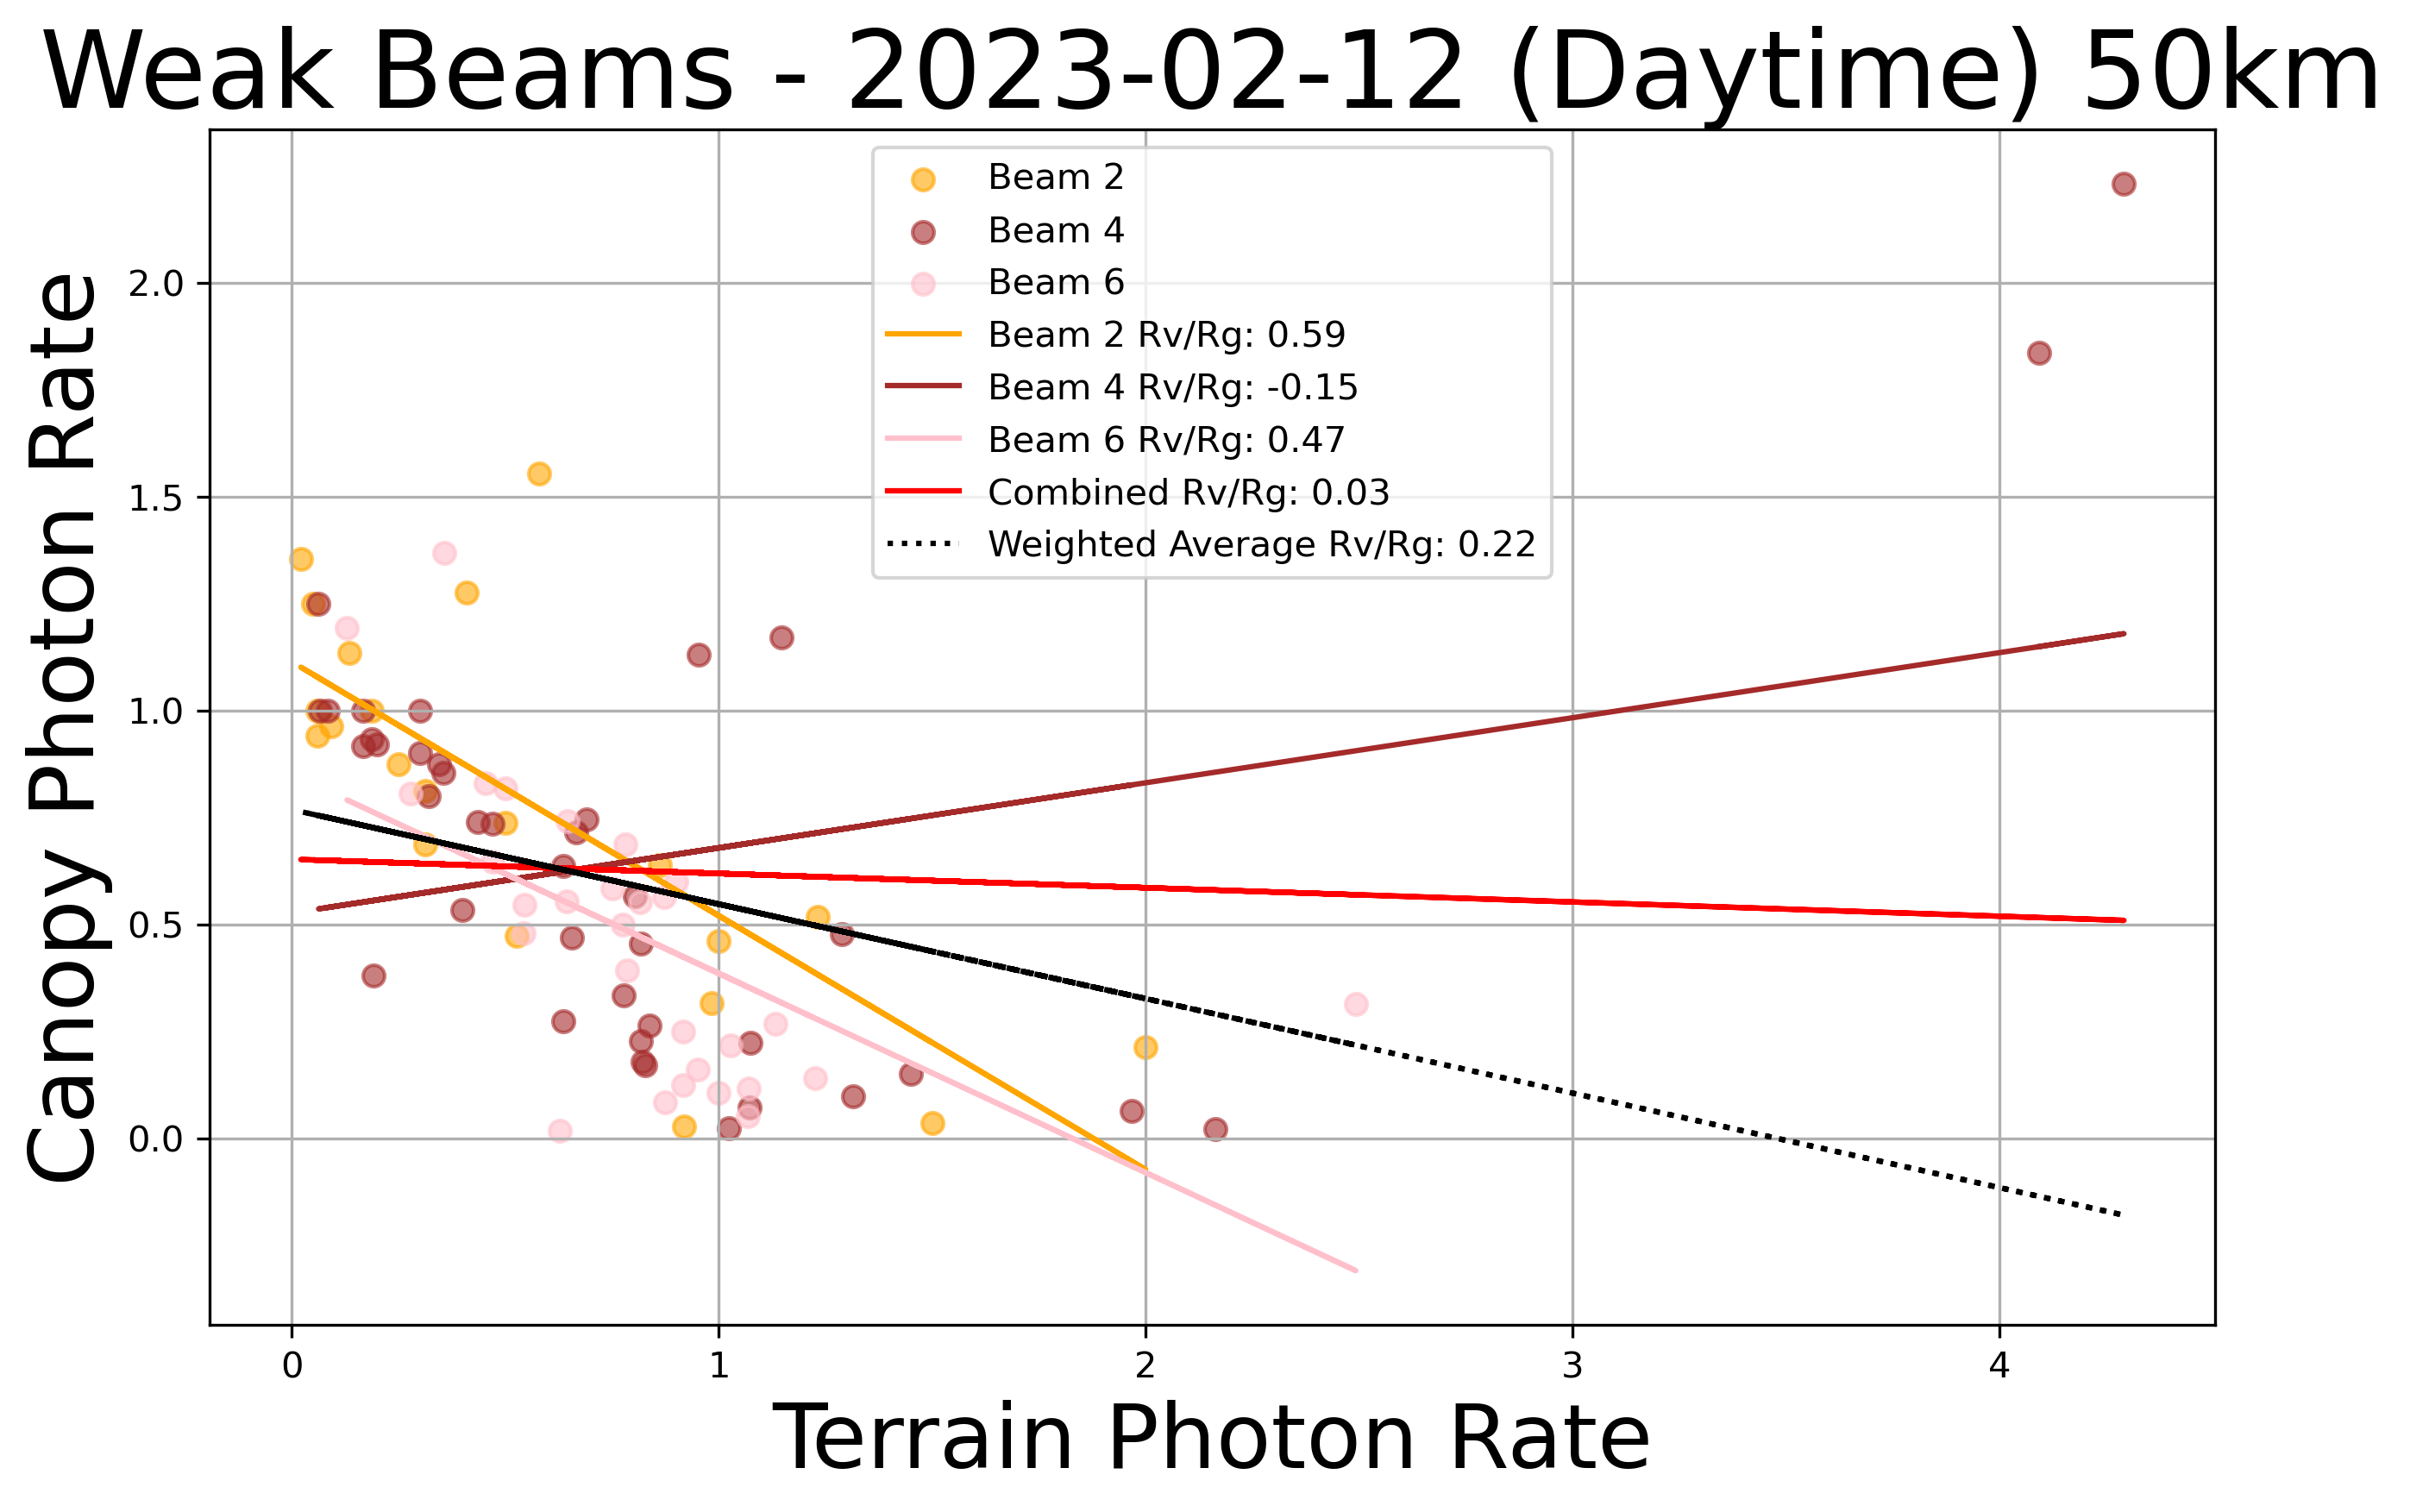 Weak Beams - 2023-02-12 (Daytime) 50km
Beam 2
Beam 4
Beam 6
Beam 2 Rv/Rg: 0.59
Beam 4 Rv/Rg: -0.15
Beam 6 Rv/Rg: 0.47
Combined Rv/Rg: 0.03
Weighted Average Rv/Rg: 0.22
Canopy Photon Rate
2.0
1.5
1.0
0.5
0.0
0 1 2 3 4
Terrain Photon Rate